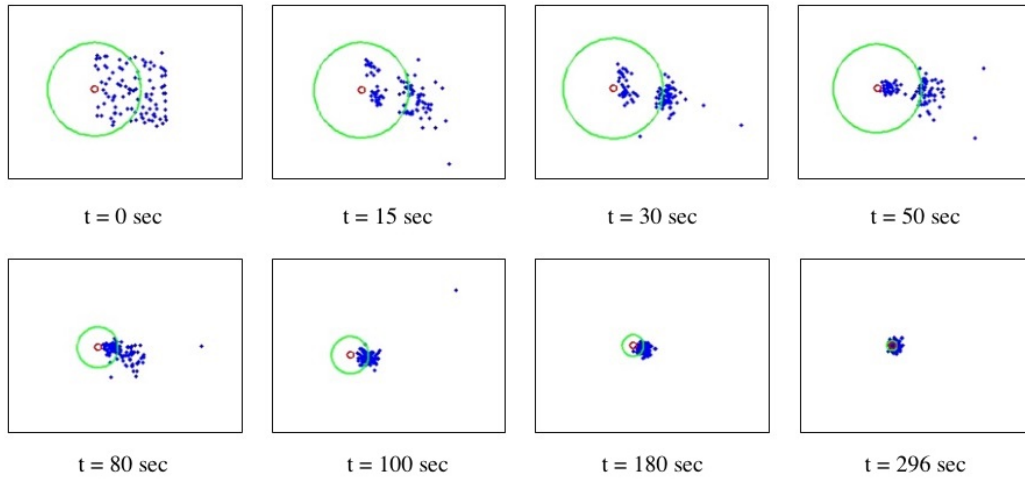 t = 0 sec
t = 15 sec
t = 30 sec
t = 50 sec
t = 80 sec
t = 100 sec
t = 180 sec
t = 296 sec